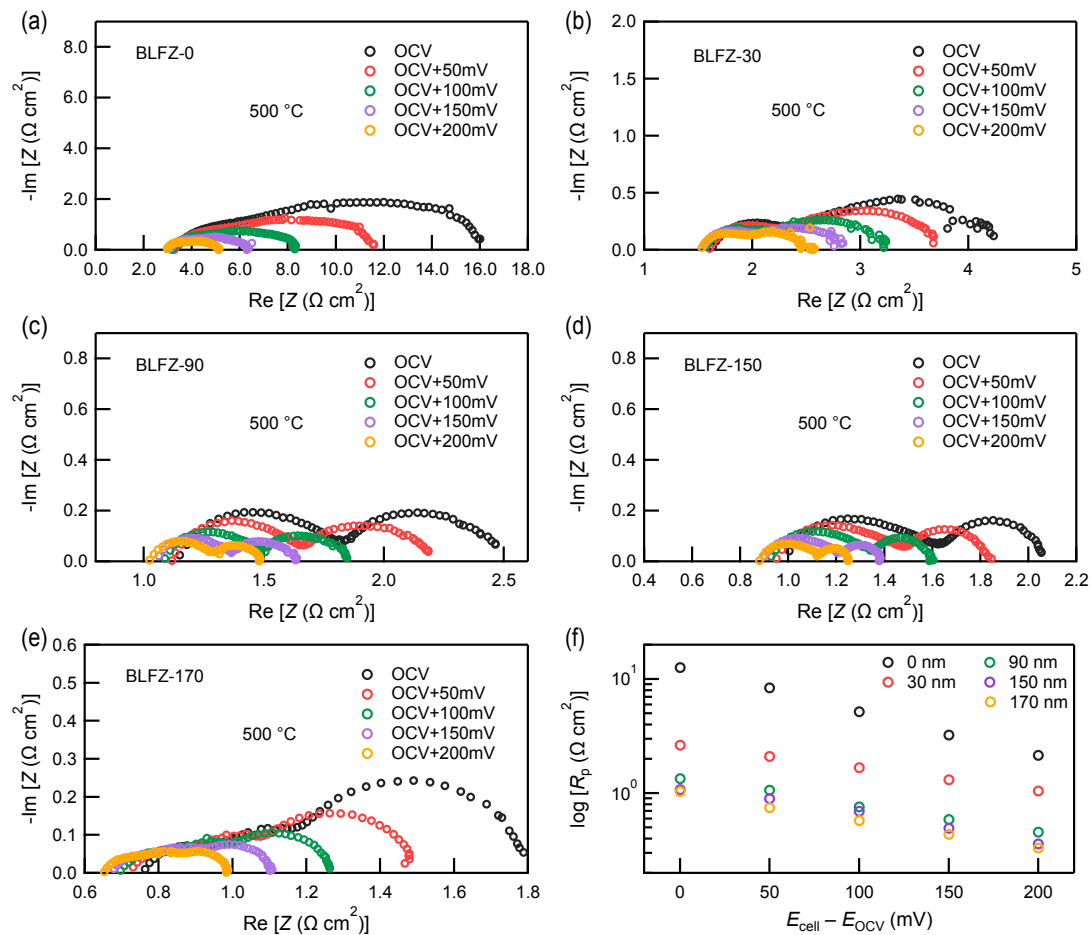 (a)
BLFZ-0
500 °C
OCV
OCV+50mV
OCV+100mV
OCV+150mV
OCV+200mV
8.0
6.0
4.0
2.0
0.0
-Im [Z (Ω cm²)]
0.0 2.0 4.0 6.0 8.0 10.0 12.0 14.0 16.0 18.0
Re [Z (Ω cm²)]
(b)
BLFZ-30
500 °C
OCV
OCV+50mV
OCV+100mV
OCV+150mV
OCV+200mV
2.0
1.5
1.0
0.5
0.0
-Im [Z (Ω cm²)]
1 2 3 4 5
Re [Z (Ω cm²)]
(c)
BLFZ-90
500 °C
OCV
OCV+50mV
OCV+100mV
OCV+150mV
OCV+200mV
0.8
0.6
0.4
0.2
0.0
-Im [Z (Ω cm²)]
1.0 1.5 2.0 2.5
Re [Z (Ω cm²)]
(d)
BLFZ-150
500 °C
OCV
OCV+50mV
OCV+100mV
OCV+150mV
OCV+200mV
0.8
0.6
0.4
0.2
0.0
-Im [Z (Ω cm²)]
0.4 0.6 0.8 1.0 1.2 1.4 1.6 1.8 2.0 2.2
Re [Z (Ω cm²)]
(e)
BLFZ-170
500 °C
OCV
OCV+50mV
OCV+100mV
OCV+150mV
OCV+200mV
0.6
0.5
0.4
0.3
0.2
0.1
0.0
-Im [Z (Ω cm²)]
0.6 0.8 1.0 1.2 1.4 1.6 1.8
Re [Z (Ω cm²)]
(f)
0 nm
30 nm
90 nm
150 nm
170 nm
10¹
10⁰
log [Rₚ (Ω cm²)]
0 50 100 150 200
E_cell – E_OCV (mV)